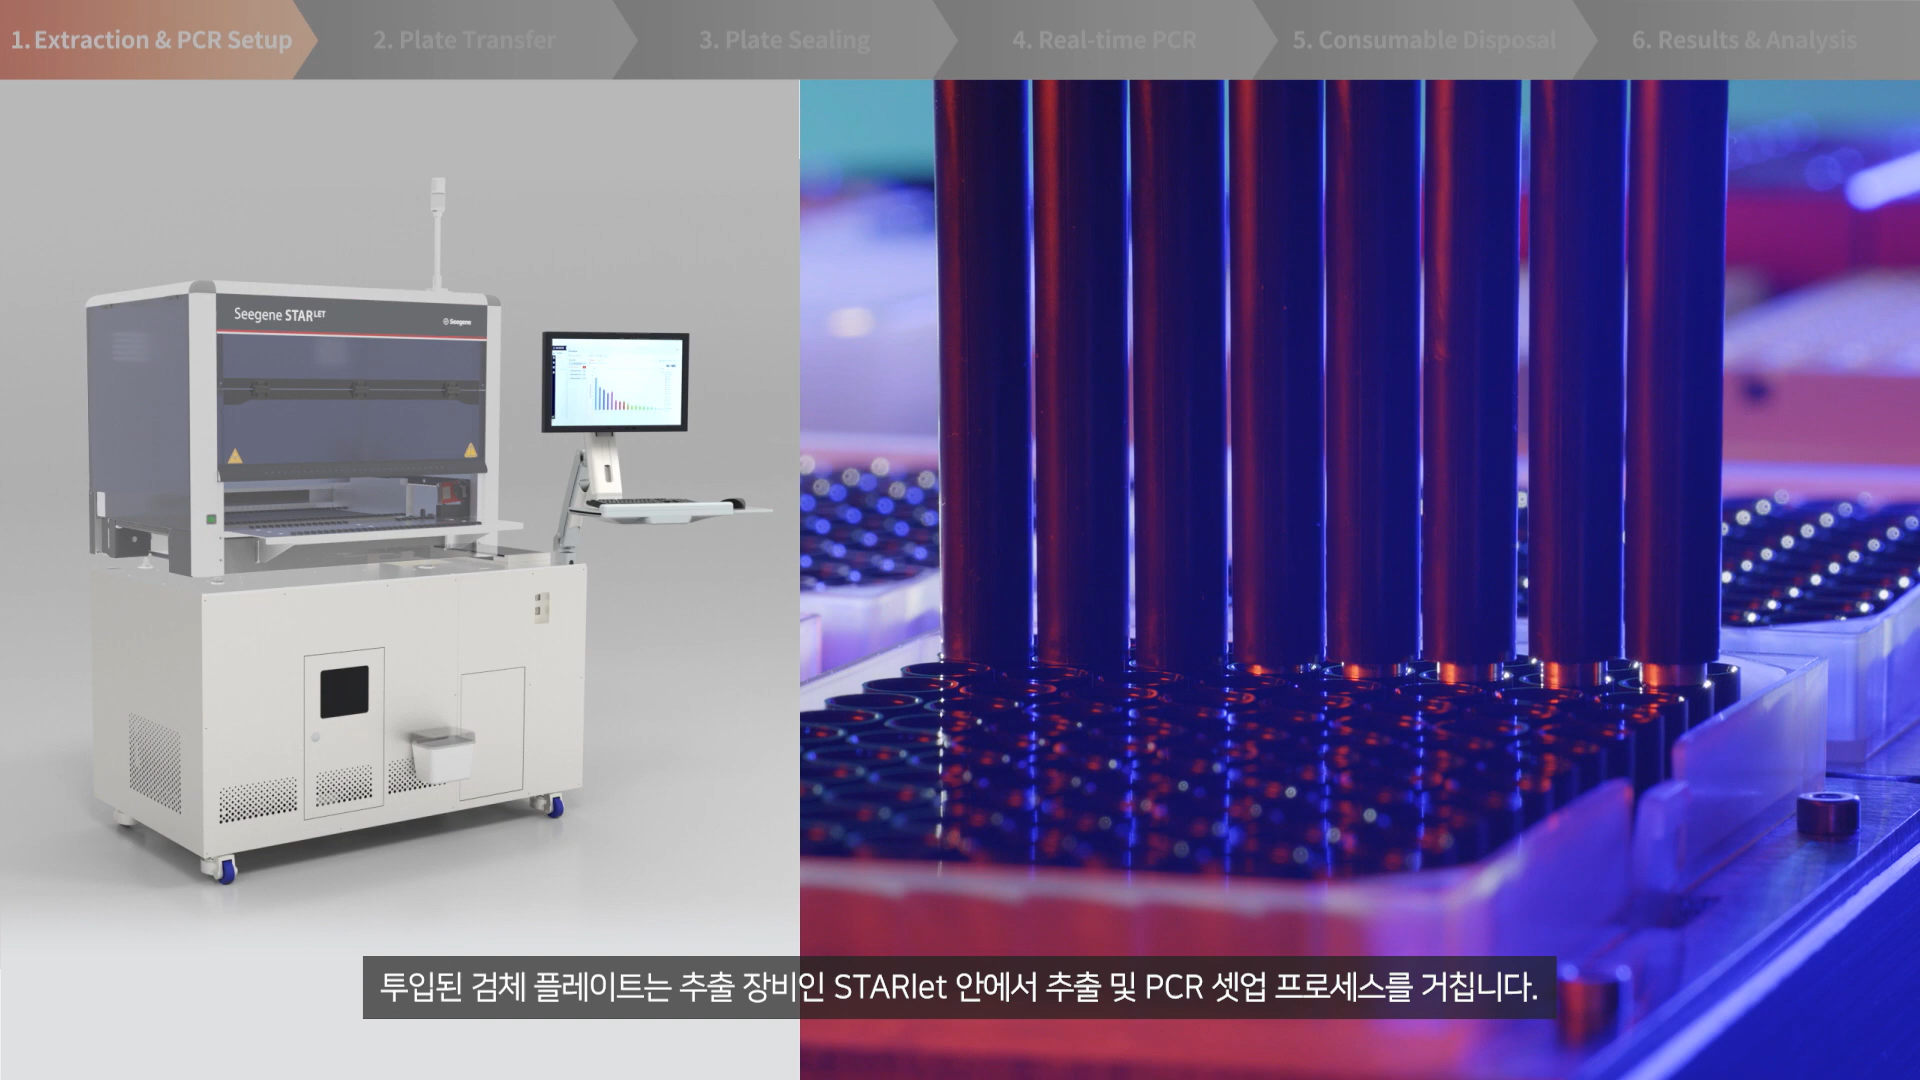 1. Extraction & PCR Setup
2. Plate Transfer
3. Plate Sealing
4. Real-time PCR
5. Consumable Disposal
6. Results & Analysis
Seegene STARLET
Seegene
투입된 검체 플레이트는 추출 장비인 STARlet 안에서 추출 및 PCR 셋업 프로세스를 거칩니다.